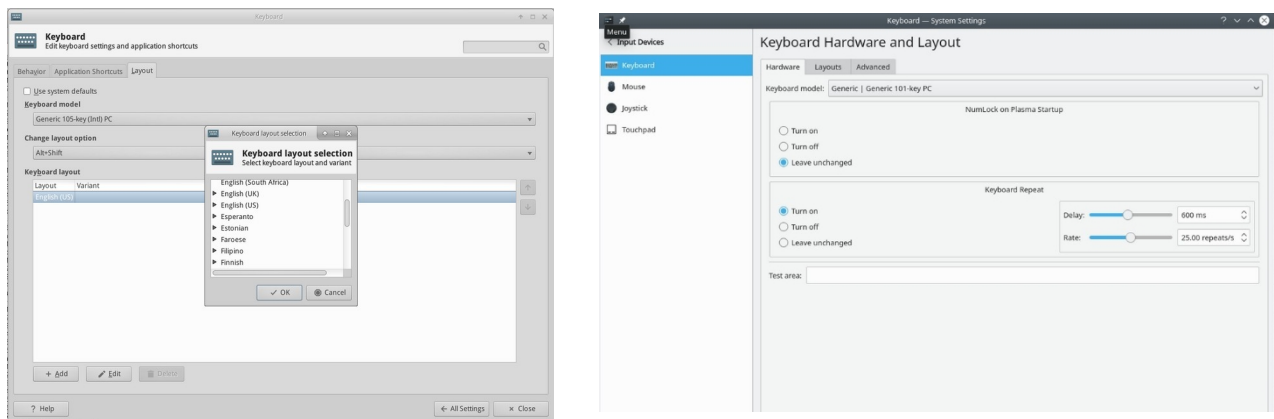 Keyboard
Keyboard
Edit keyboard settings and application shortcuts
Behavior Application Shortcuts Layout
Use system defaults
Keyboard model
Generic 105-key (Intl) PC
Change layout option
Alt+Shift
Keyboard layout
Layout Variant
English (US)
+ Add
Edit
Delete
? Help
All Settings
× Close
Keyboard layout selection
Keyboard layout selection
Select keyboard layout and variant
English (South Africa)
English (UK)
English (US)
Esperanto
Estonian
Faroese
Filipino
Finnish
OK
Cancel
Keyboard — System Settings
Menu
Input Devices
Keyboard
Mouse
Joystick
Touchpad
Keyboard Hardware and Layout
Hardware Layouts Advanced
Keyboard model: Generic | Generic 101-key PC
NumLock on Plasma Startup
Turn on
Turn off
Leave unchanged
Keyboard Repeat
Turn on
Turn off
Leave unchanged
Delay: 600 ms
Rate: 25.00 repeats/s
Test area: